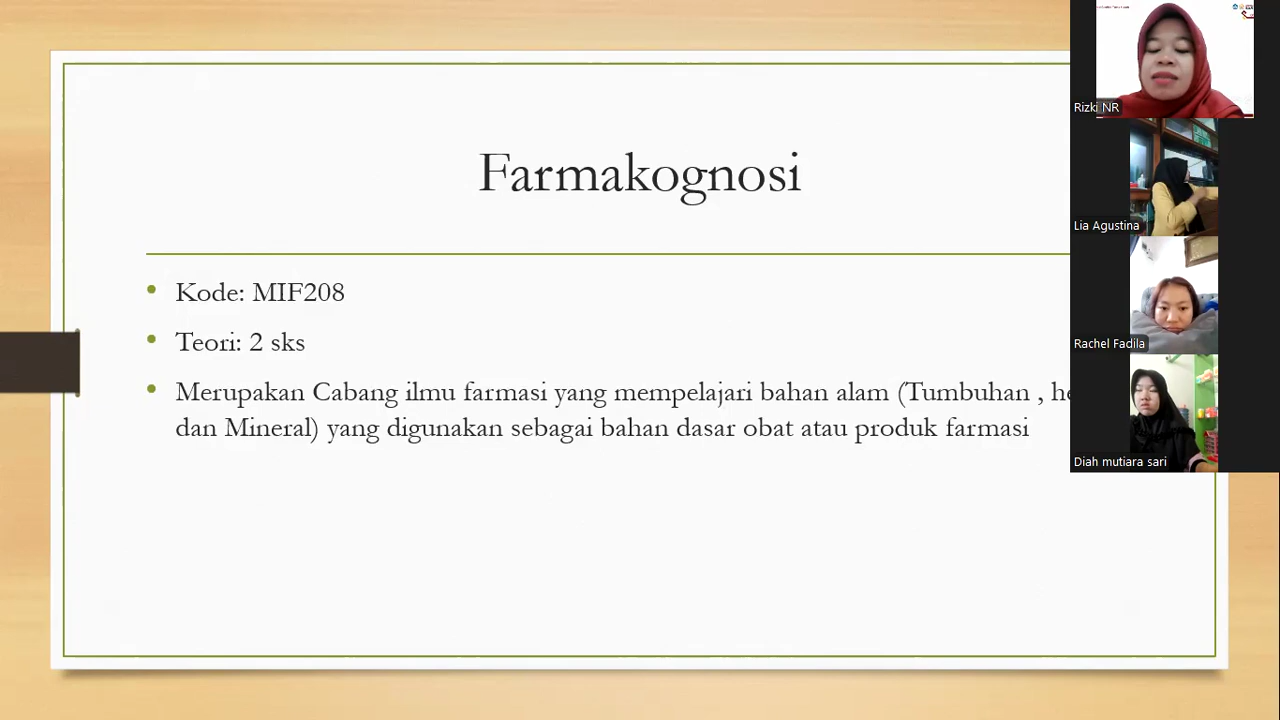 Farmakognosi
Kode: MIF208
Teori: 2 sks
Merupakan Cabang ilmu farmasi yang mempelajari bahan alam (Tumbuhan ,
dan Mineral) yang digunakan sebagai bahan dasar obat atau produk farmasi
Rizki NR
Lia Agustina
Rachel Fadila
Diah mutiara sari